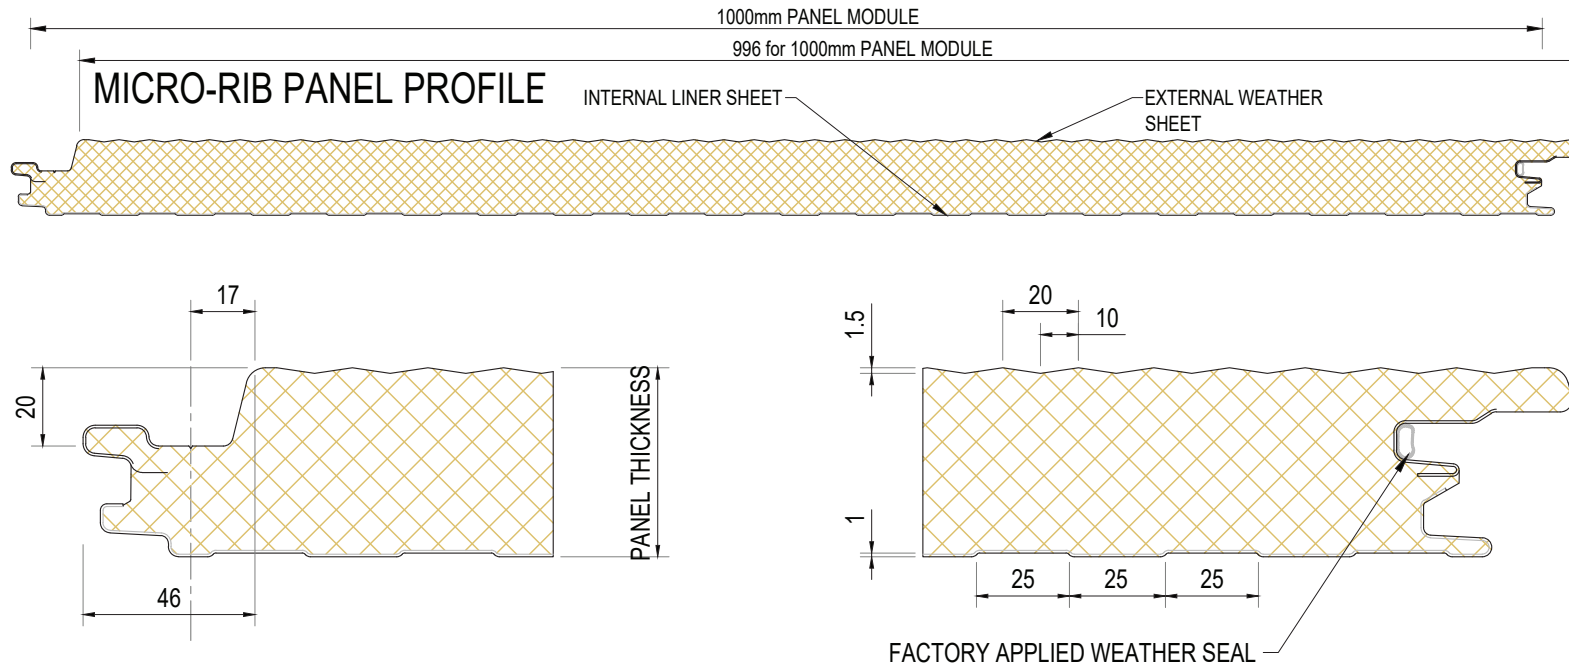 1000mm PANEL MODULE
996 for 1000mm PANEL MODULE
MICRO-RIB PANEL PROFILE
INTERNAL LINER SHEET
EXTERNAL WEATHER
SHEET
17
20
46
PANEL THICKNESS
20
10
1.5
1
25
25
25
FACTORY APPLIED WEATHER SEAL